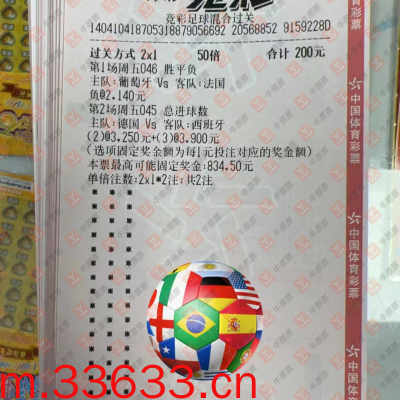 竞彩足球混合过关
14041041870531887905 6692 20568852 9159228D
过关方式 2x1 50倍 合计 200元
第1场周五046 胜平负
主队:葡萄牙 Vs 客队:法国
负@2.140元
第2场周五045 总进球数
主队:德国 Vs 客队:西班牙
(2)@3.250元+(3)@3.900元
(选项固定奖金额为每1元投注对应的奖金额)
本票最高可能固定奖金:834.50元
单倍注数:2x1*2注;共2注
中国体育彩票
中国体育彩票
中国体育彩票
m.33633.cn